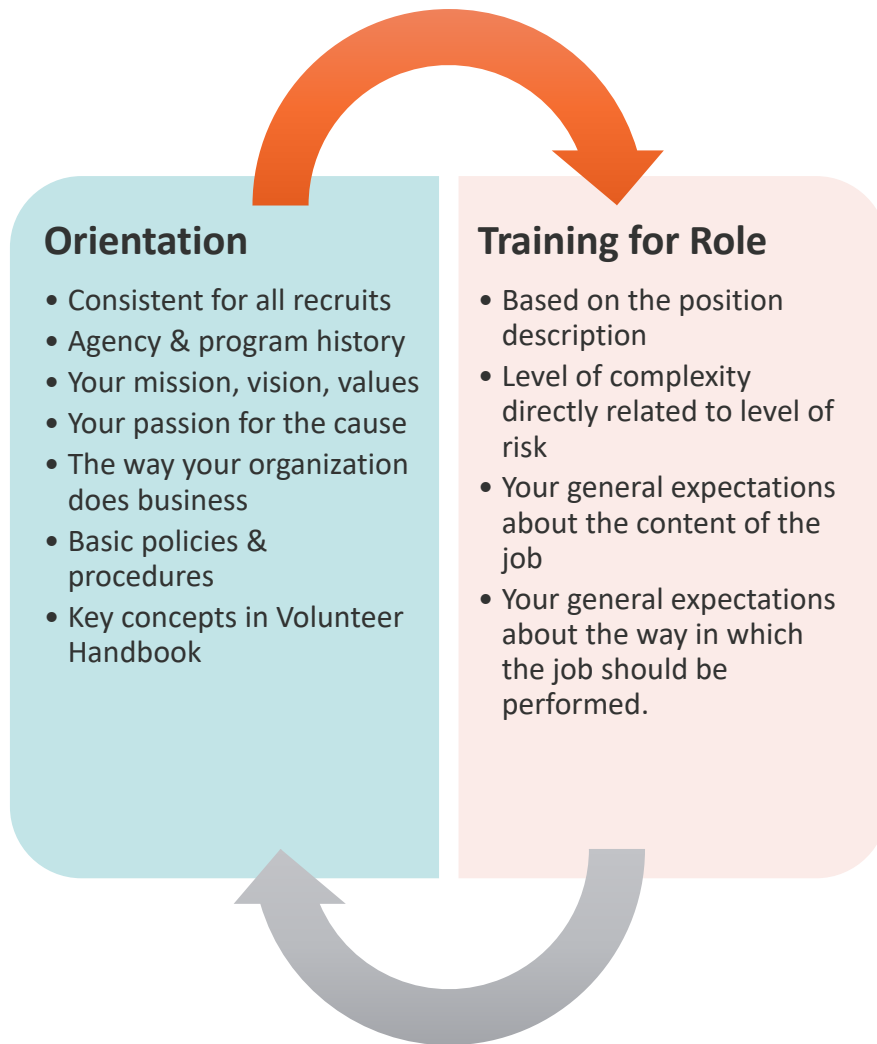 Orientation
• Consistent for all recruits
• Agency & program history
• Your mission, vision, values
• Your passion for the cause
• The way your organization
does business
• Basic policies &
procedures
• Key concepts in Volunteer
Handbook
Training for Role
• Based on the position
description
• Level of complexity
directly related to level of
risk
• Your general expectations
about the content of the
job
• Your general expectations
about the way in which
the job should be
performed.